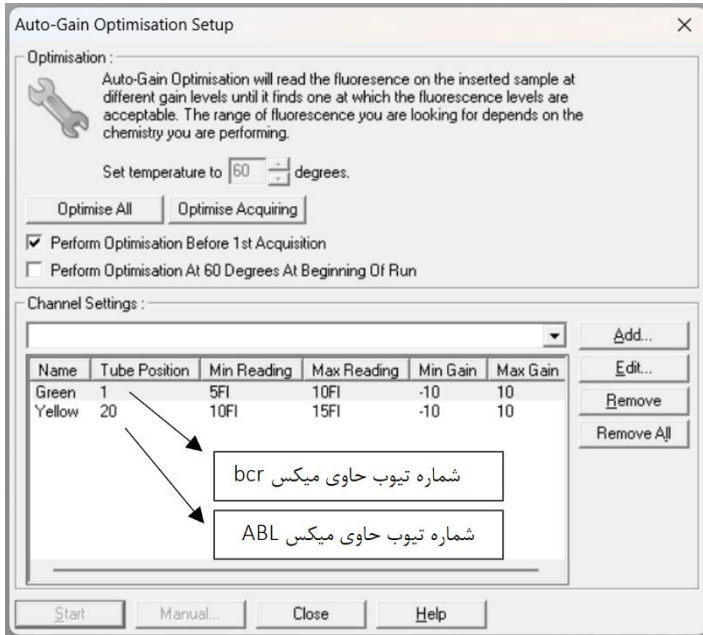 Auto-Gain Optimisation Setup
Optimisation :
Auto-Gain Optimisation will read the fluoresence on the inserted sample at
different gain levels until it finds one at which the fluorescence levels are
acceptable. The range of fluorescence you are looking for depends on the
chemistry you are performing.
Set temperature to 60 degrees.
Optimise All Optimise Acquiring
Perform Optimisation Before 1st Acquisition
Perform Optimisation At 60 Degrees At Beginning Of Run
Channel Settings :
Add...
Name Tube Position Min Reading Max Reading Min Gain Max Gain Edit...
Green 1 5Fl 10Fl -10 10
Remove
Yellow 20 10Fl 15Fl -10 10
Remove All
شماره تیوب حاوی میکس bcr
شماره تیوب حاوی میکس ABL
Start Manual... Close Help